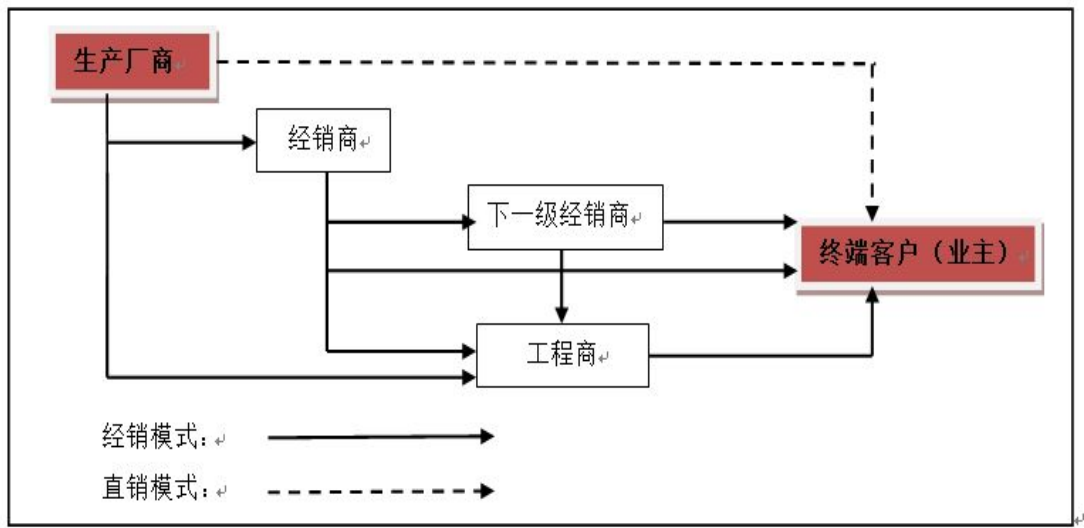 生产厂商
经销商
下一级经销商
终端客户（业主）
工程商
经销模式：
直销模式：